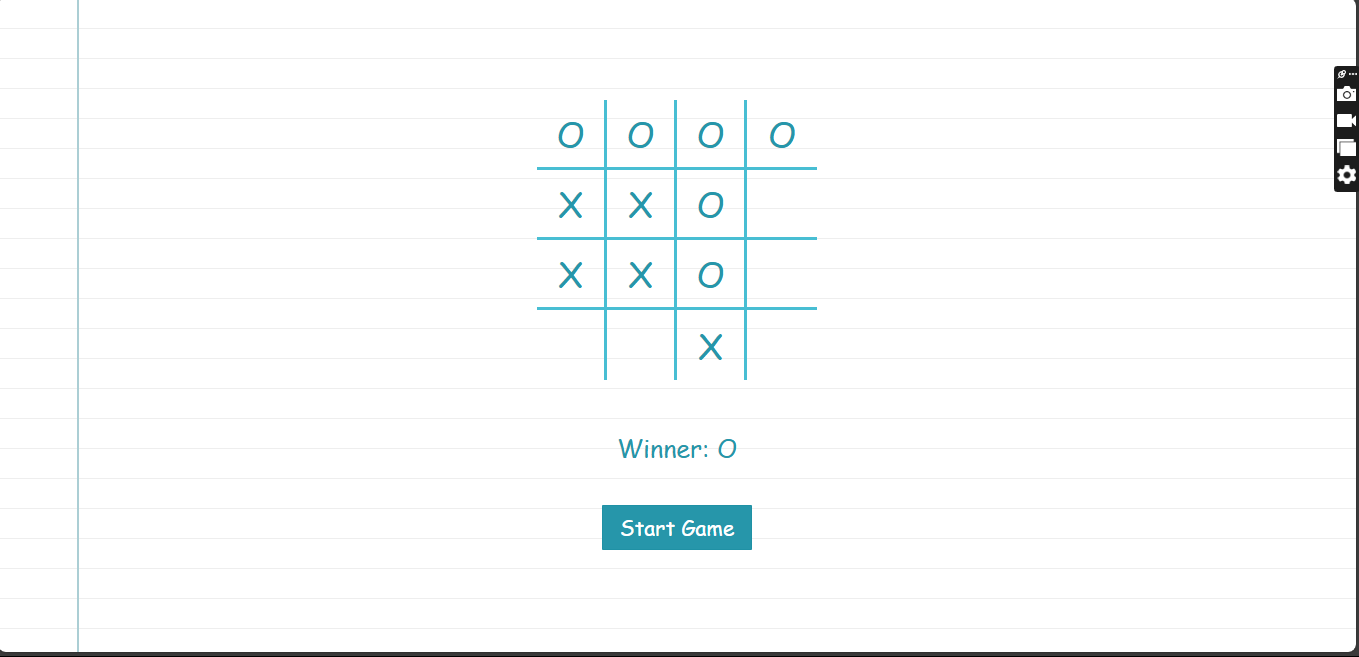 O O O O
X X O
X X O
X
Winner: O
Start Game